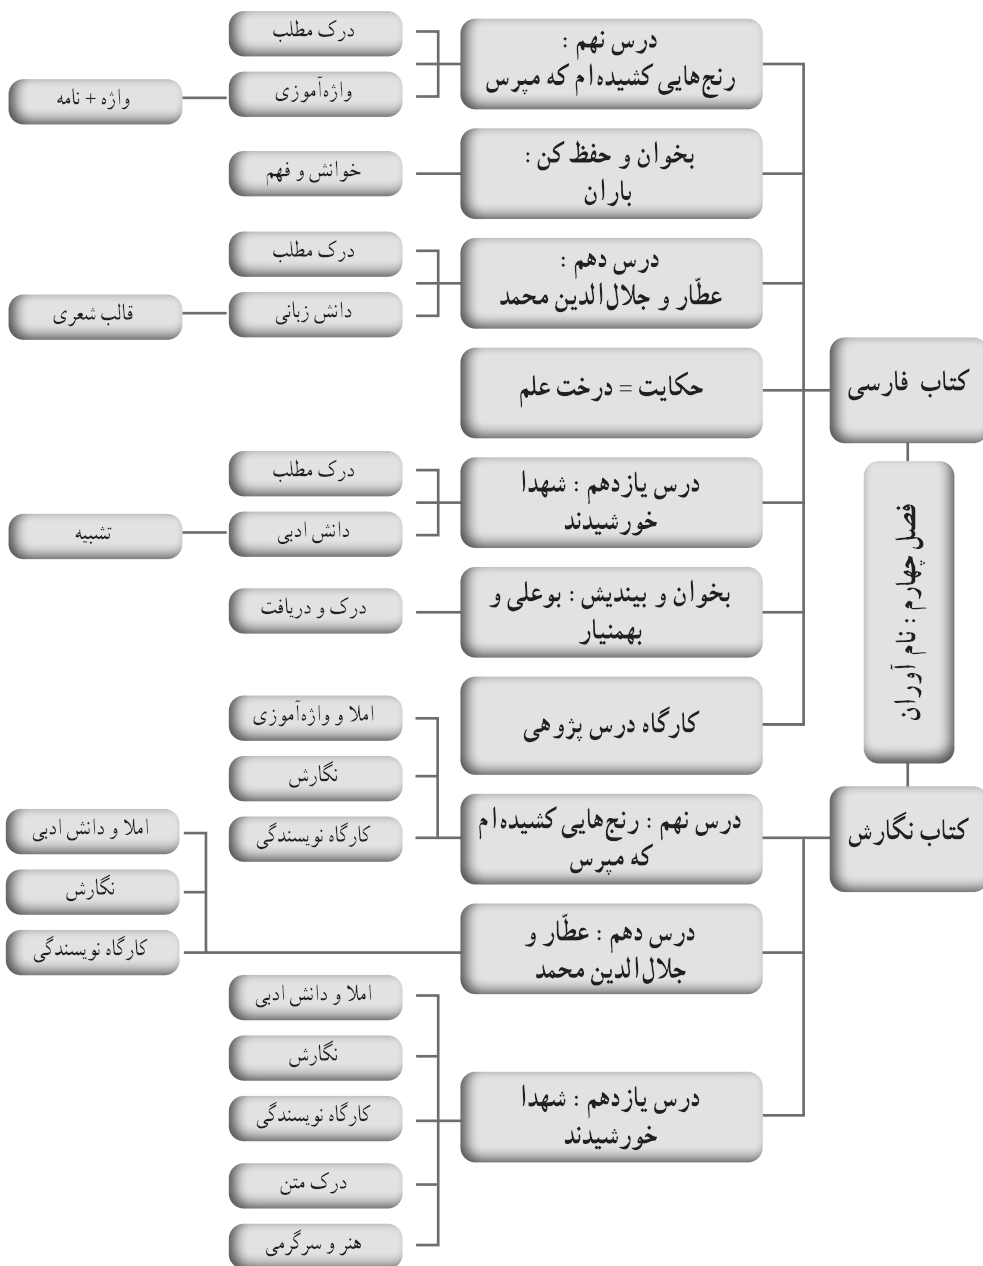 کتاب فارسی
فصل چهارم : نام آوران
کتاب نگارش
درس نهم :
رنج‌هایی کشیده‌ام که مپرس
درک مطلب
واژه‌آموزی
واژه + نامه
بخوان و حفظ کن :
باران
خوانش و فهم
درس دهم :
عطّار و جلال‌الدین محمد
درک مطلب
دانش زبانی
قالب شعری
حکایت = درخت علم
درس یازدهم : شهدا
خورشیدند
درک مطلب
دانش ادبی
تشبیه
بخوان و بیندیش : بوعلی و
بهمنیار
درک و دریافت
کارگاه درس پژوهی
درس نهم : رنج‌هایی کشیده‌ام
که مپرس
املا و واژه‌آموزی
نگارش
کارگاه نویسندگی
درس دهم : عطّار و
جلال‌الدین محمد
املا و دانش ادبی
نگارش
کارگاه نویسندگی
درس یازدهم : شهدا
خورشیدند
املا و دانش ادبی
نگارش
کارگاه نویسندگی
درک متن
هنر و سرگرمی